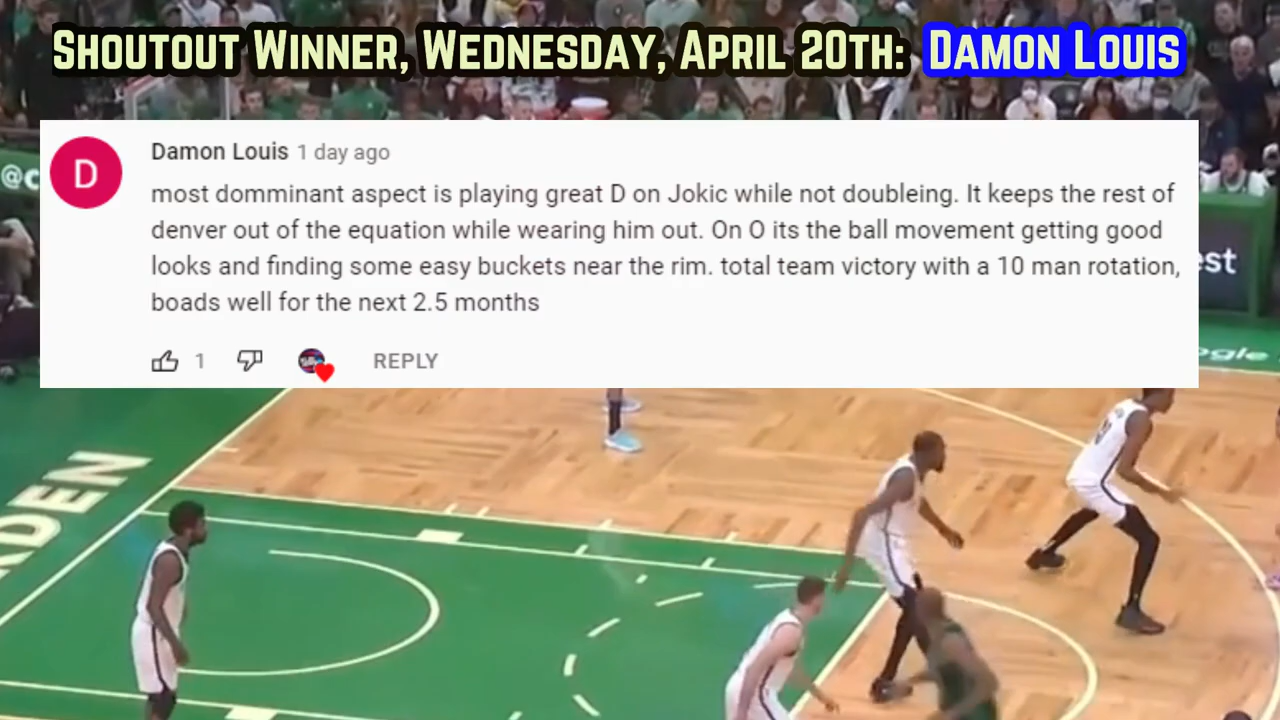 Shoutout Winner, Wednesday, April 20th: Damon Louis
@c
D
Damon Louis 1 day ago
most domminant aspect is playing great D on Jokic while not doubleing. It keeps the rest of
denver out of the equation while wearing him out. On O its the ball movement getting good
looks and finding some easy buckets near the rim. total team victory with a 10 man rotation,
boads well for the next 2.5 months
1
REPLY
est
ogle
RDEN